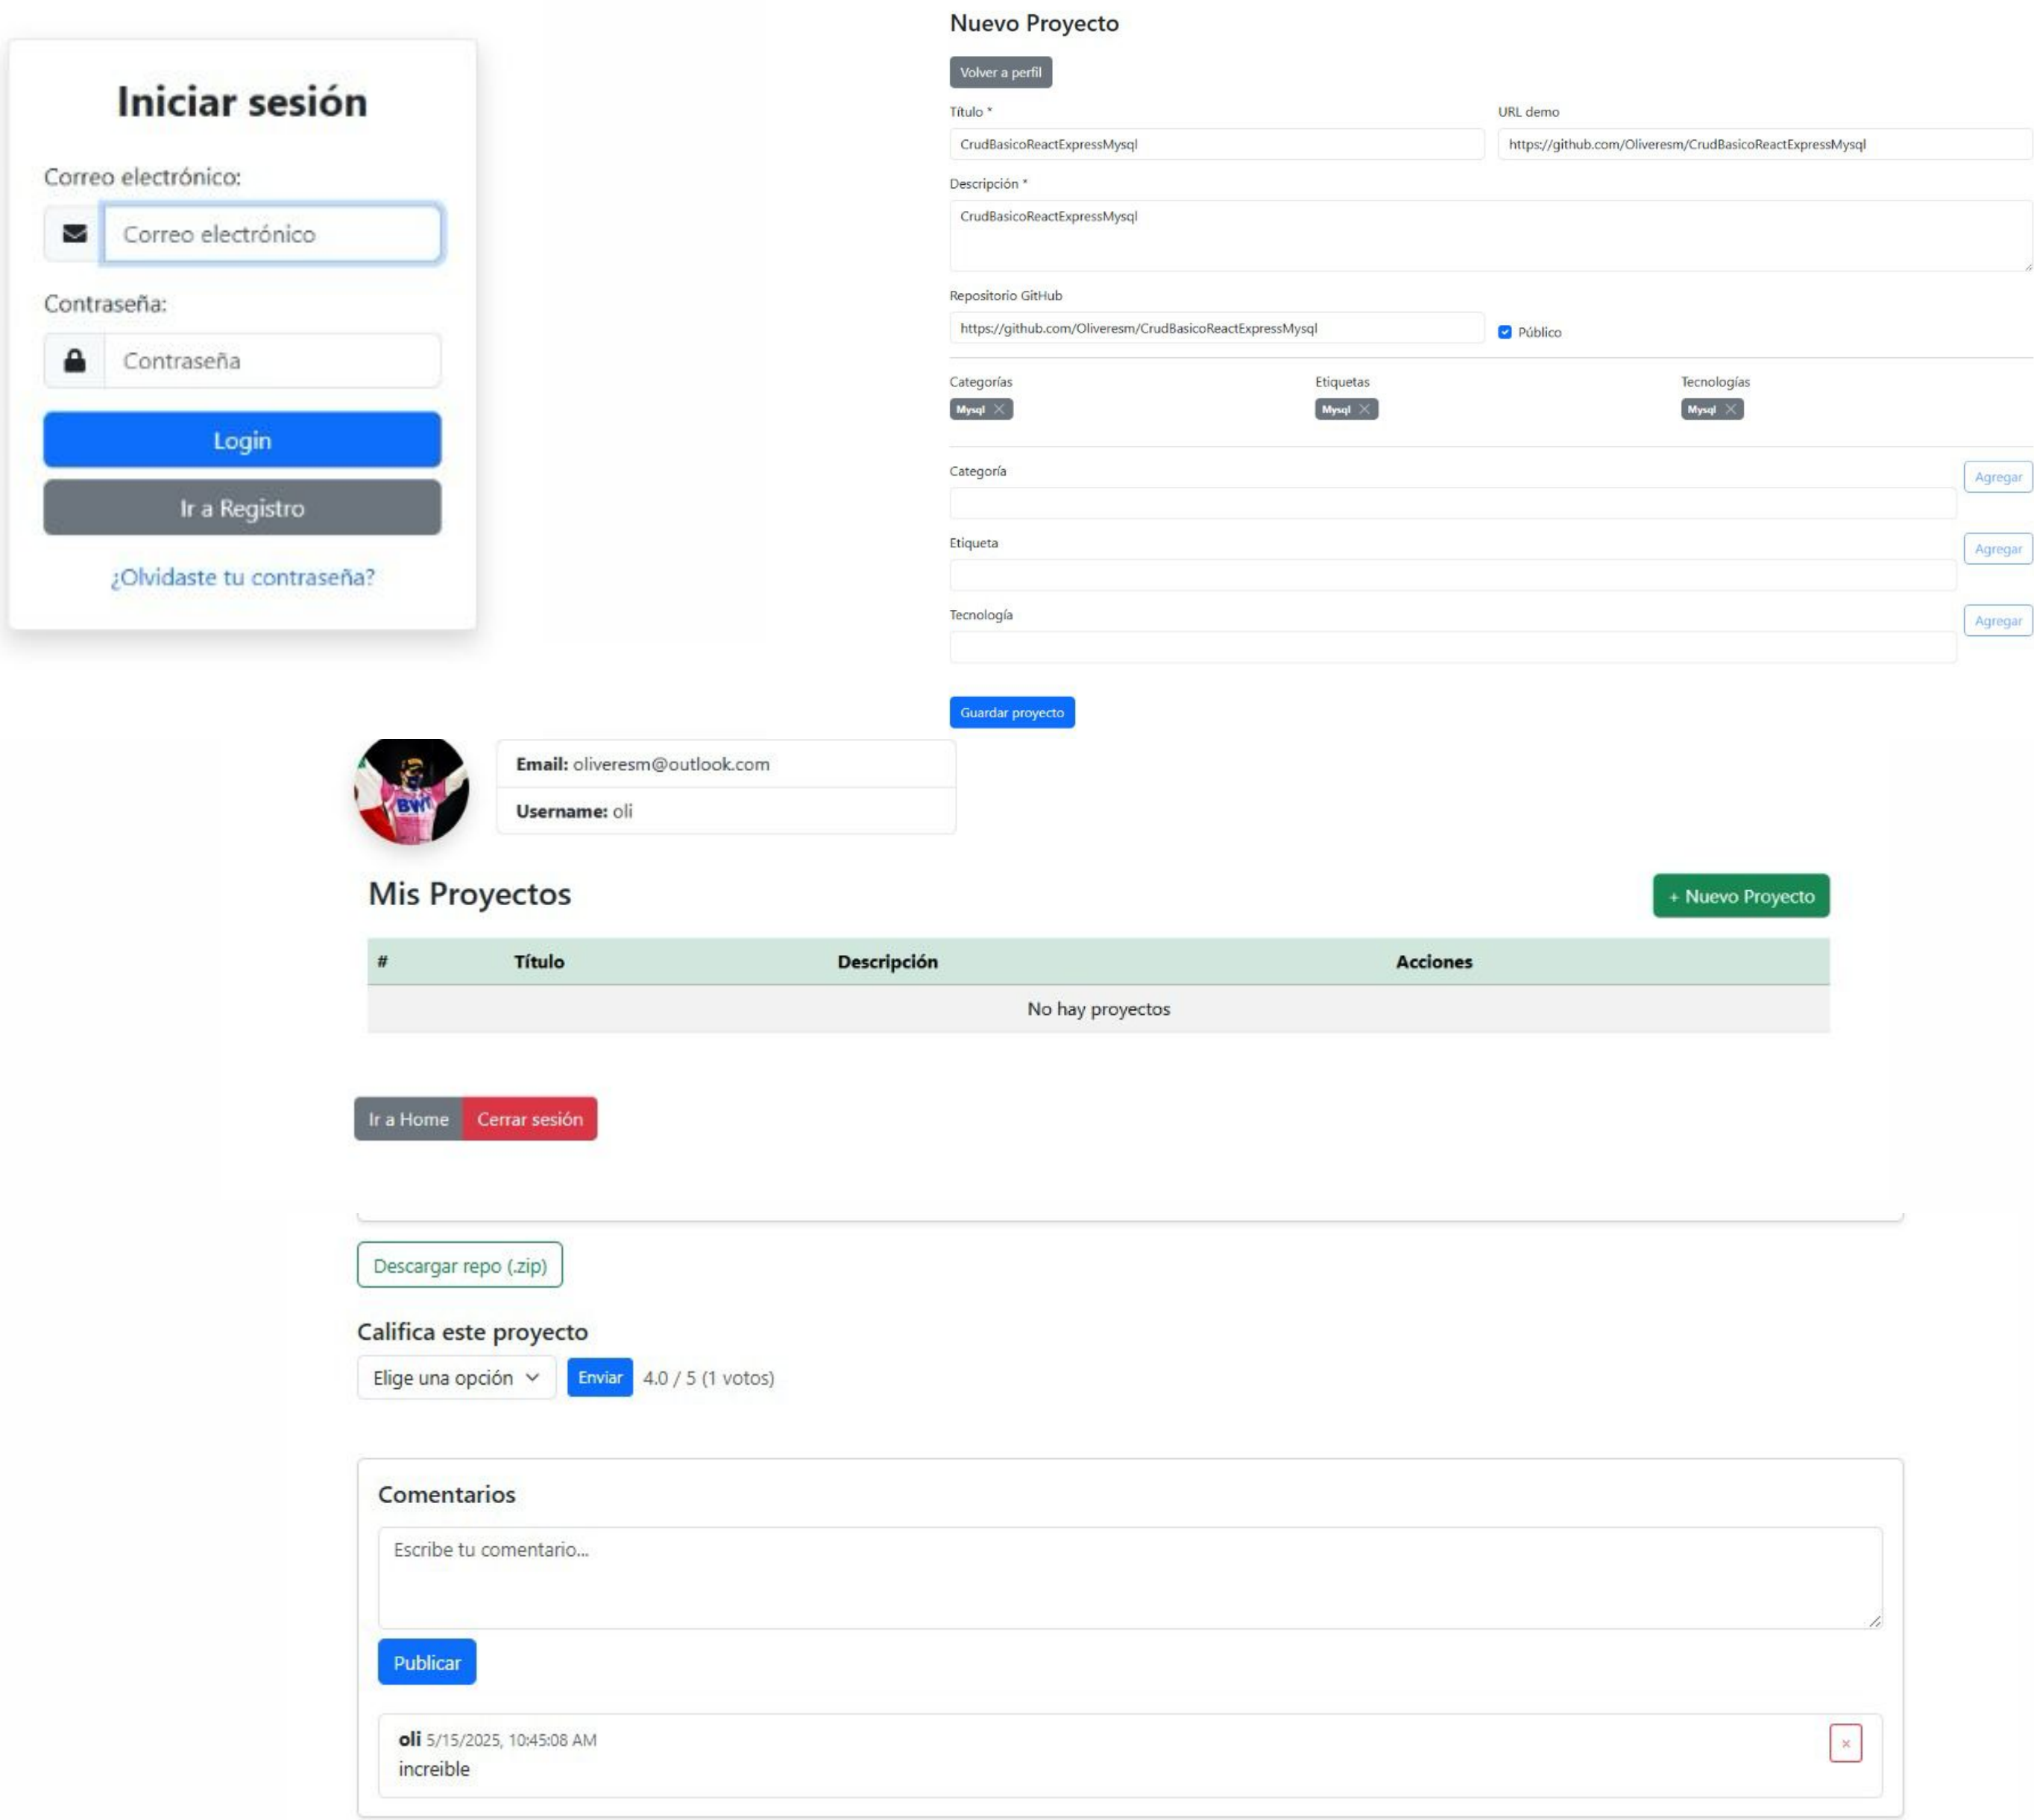 Iniciar sesión
Correo electrónico:
Correo electrónico
Contraseña:
Contraseña
Login
Ir a Registro
¿Olvidaste tu contraseña?
Nuevo Proyecto
Volver a perfil
Título * URL demo
CrudBasicoReactExpressMysql https://github.com/Oliveresm/CrudBasicoReactExpressMysql
Descripción *
CrudBasicoReactExpressMysql
Repositorio GitHub
https://github.com/Oliveresm/CrudBasicoReactExpressMysql Público
Categorías Etiquetas Tecnologías
Mysql Mysql Mysql
Categoría Agregar
Etiqueta Agregar
Tecnología Agregar
Guardar proyecto
BWT
Email: oliveresm@outlook.com
Username: oli
Mis Proyectos + Nuevo Proyecto
# Título Descripción Acciones
No hay proyectos
Ir a Home Cerrar sesión
Descargar repo (.zip)
Califica este proyecto
Elige una opción Enviar 4.0 / 5 (1 votos)
Comentarios
Escribe tu comentario...
Publicar
oli 5/15/2025, 10:45:08 AM
increible